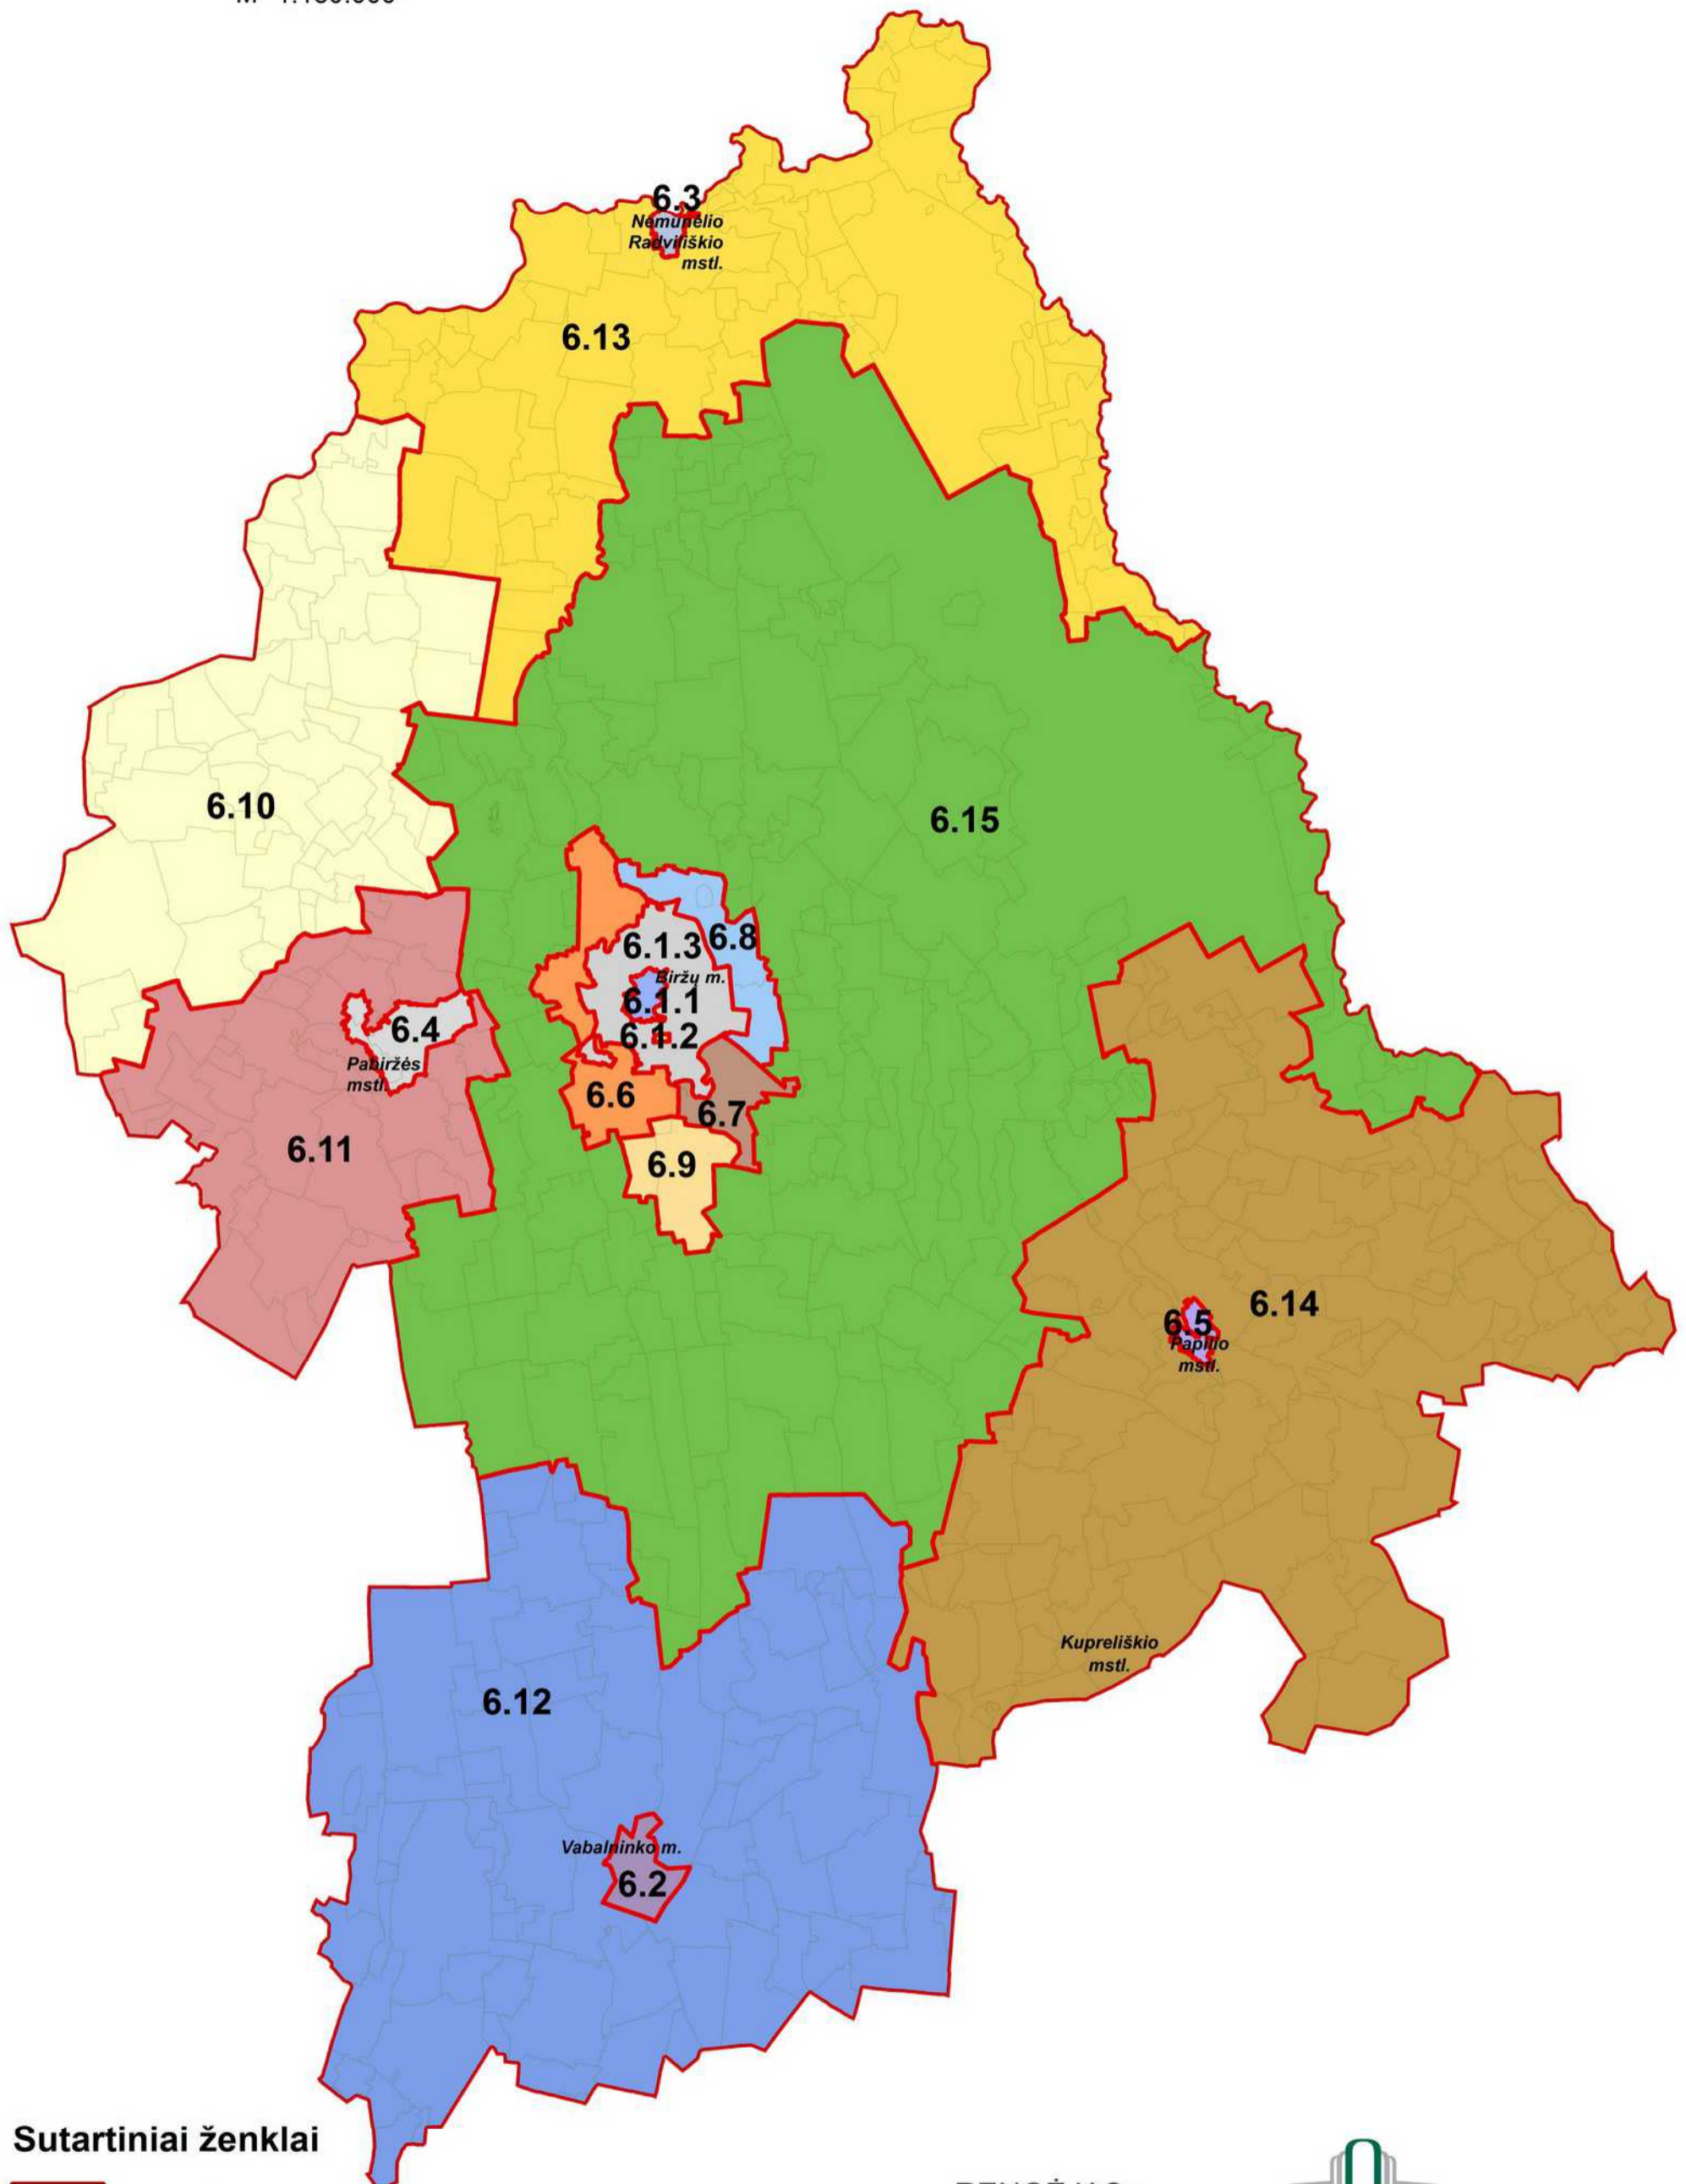 6.3
Nemunėlio
Radviliškio
mstl.
6.13
6.10
6.15
6.1.3
6.8
Biržų m.
6.1.1
6.1.2
6.4
Pabiržės
mstl.
6.6
6.7
6.11
6.9
6.14
6.5
Papilio
mstl.
Kupreliškio
mstl.
6.12
Vabalninko m.
6.2
Sutartiniai ženklai